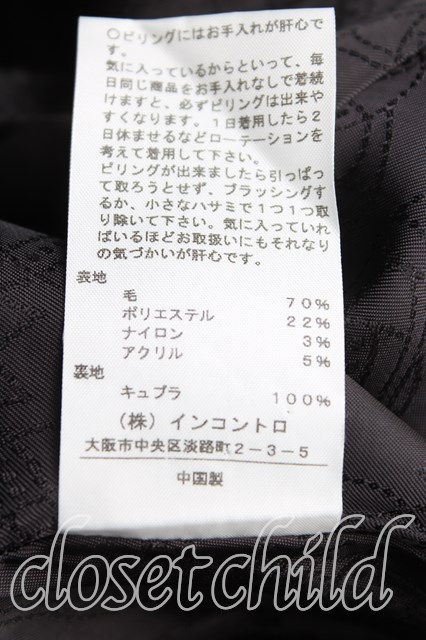 ○ピリングにはお手入れが肝心で
す。
気に入っているからといって、毎
日同じ商品をお手入れなしで着続
けますと、必ずピリングは出来や
すくなります。1日着用したら2
日休ませるなどローテーションを
考えて着用して下さい。
ピリングが出来ましたら引っぱっ
て取ろうとせず、ブラッシングす
るか、小さなハサミで1つ1つ取
り除いて下さい。気に入っていれ
ばいるほどお取扱いにもそれなり
の気づかいが肝心です。
表地
毛 70%
ポリエステル 22%
ナイロン 3%
アクリル 5%
裏地
キュプラ 100%
(株)インコントロ
大阪市中央区淡路町2-3-5
中国製
closetchild